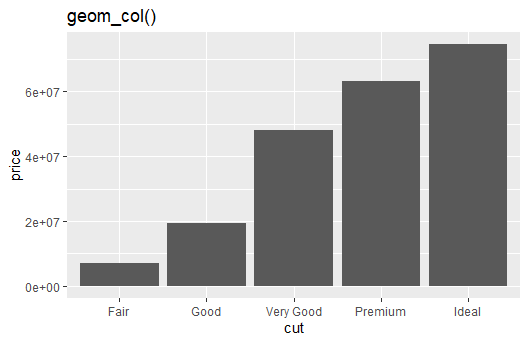 geom_col()
price
6e+07
4e+07
2e+07
0e+00
Fair Good Very Good Premium Ideal
cut